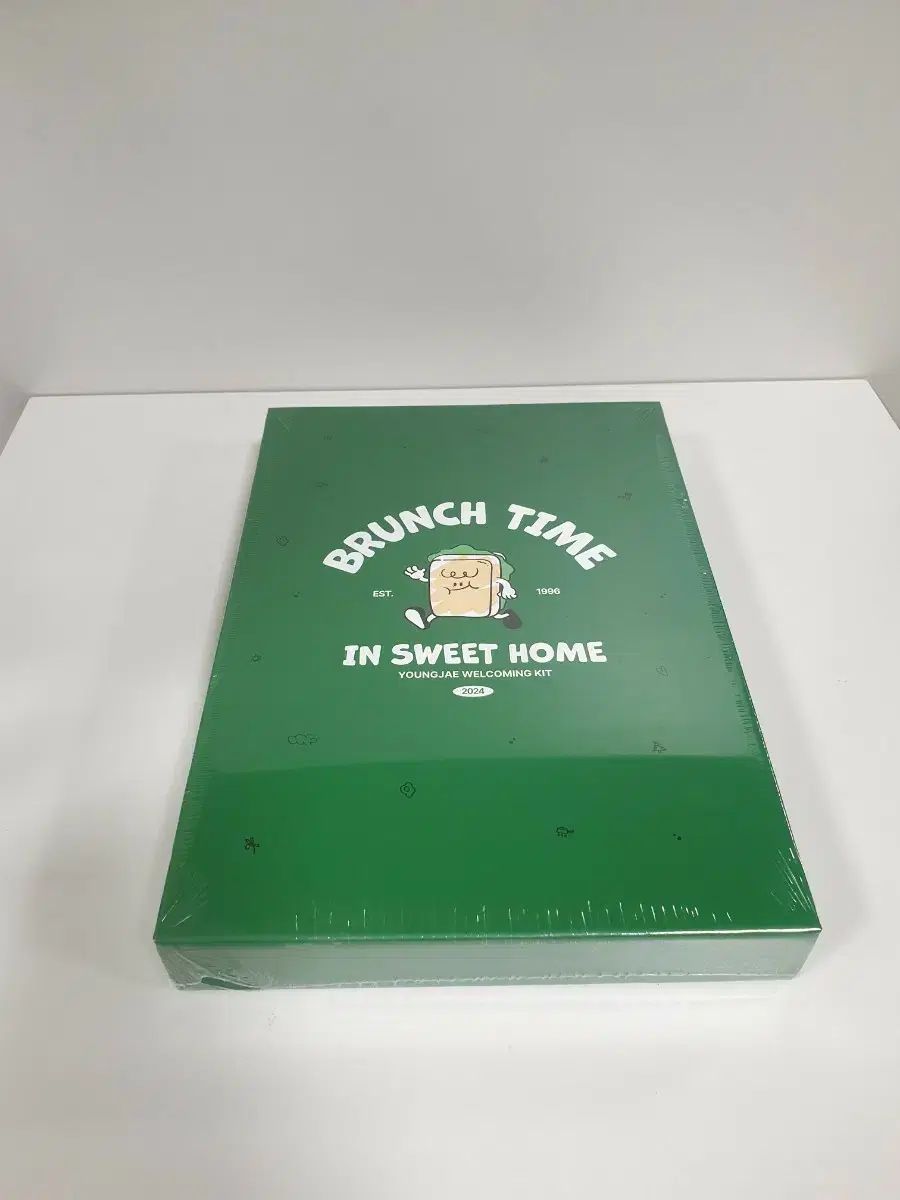 BRUNCH TIME
EST. 1996
IN SWEET HOME
YOUNGJAE WELCOMING KIT
2024